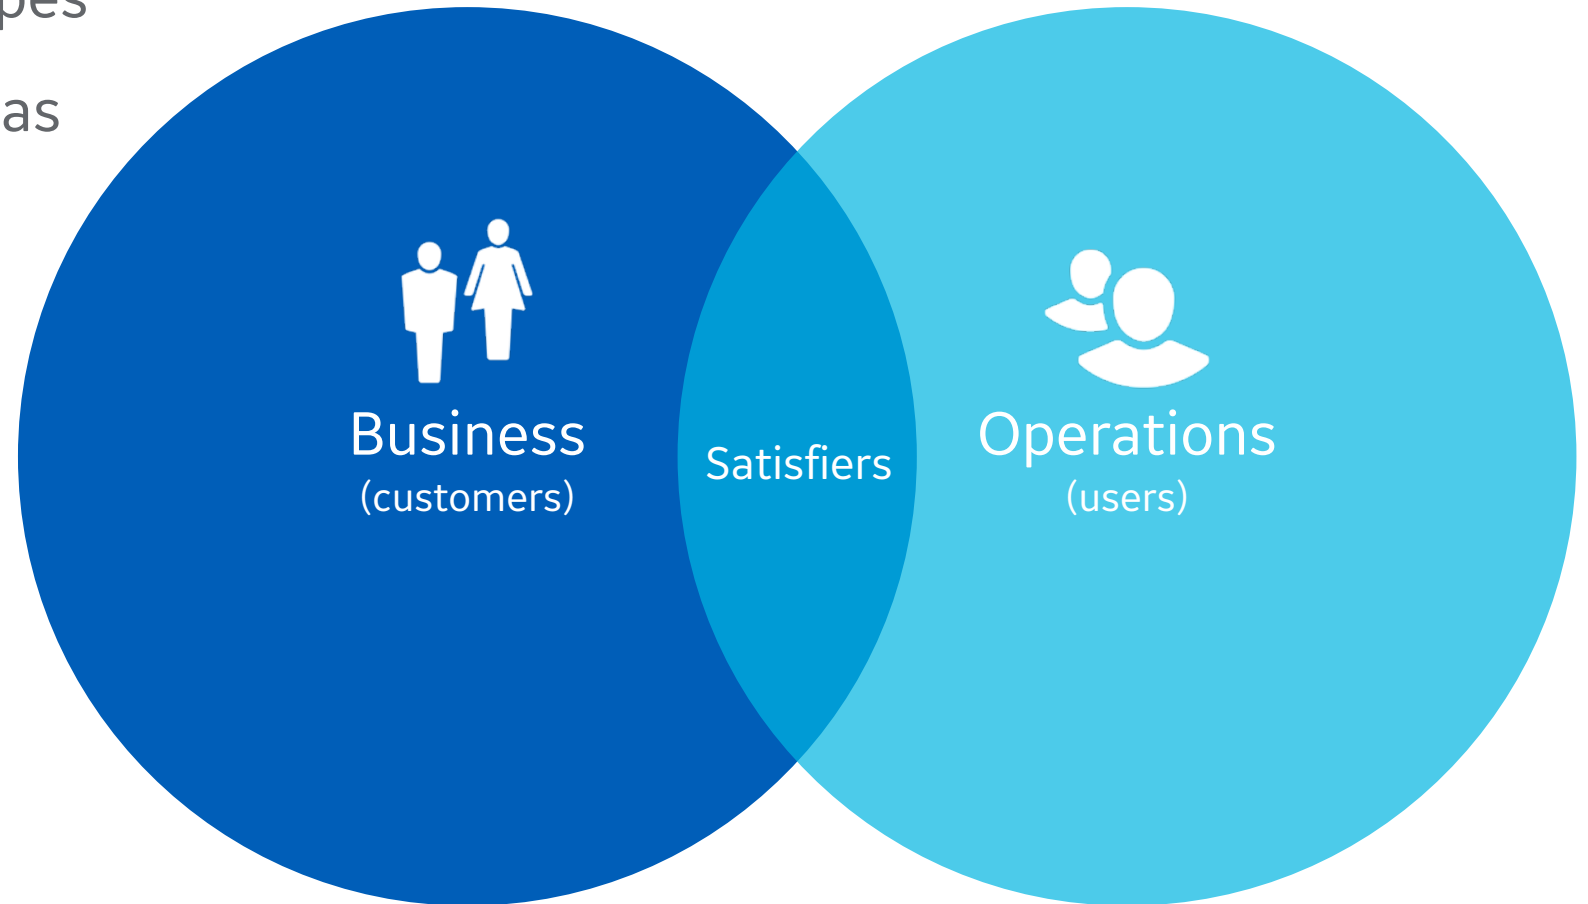 as
Business
(customers)
Satisfiers
Operations
(users)